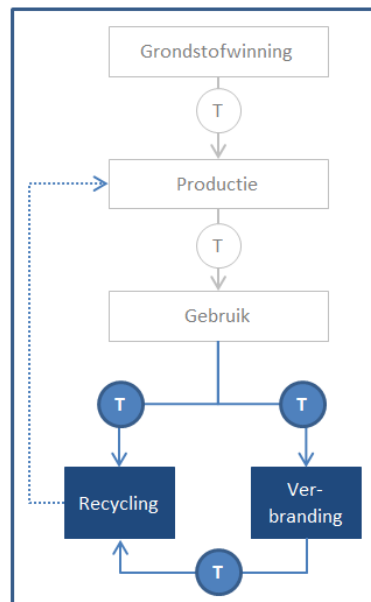 Grondstofwinning
T
Productie
T
Gebruik
T
T
Recycling
Ver-
branding
T